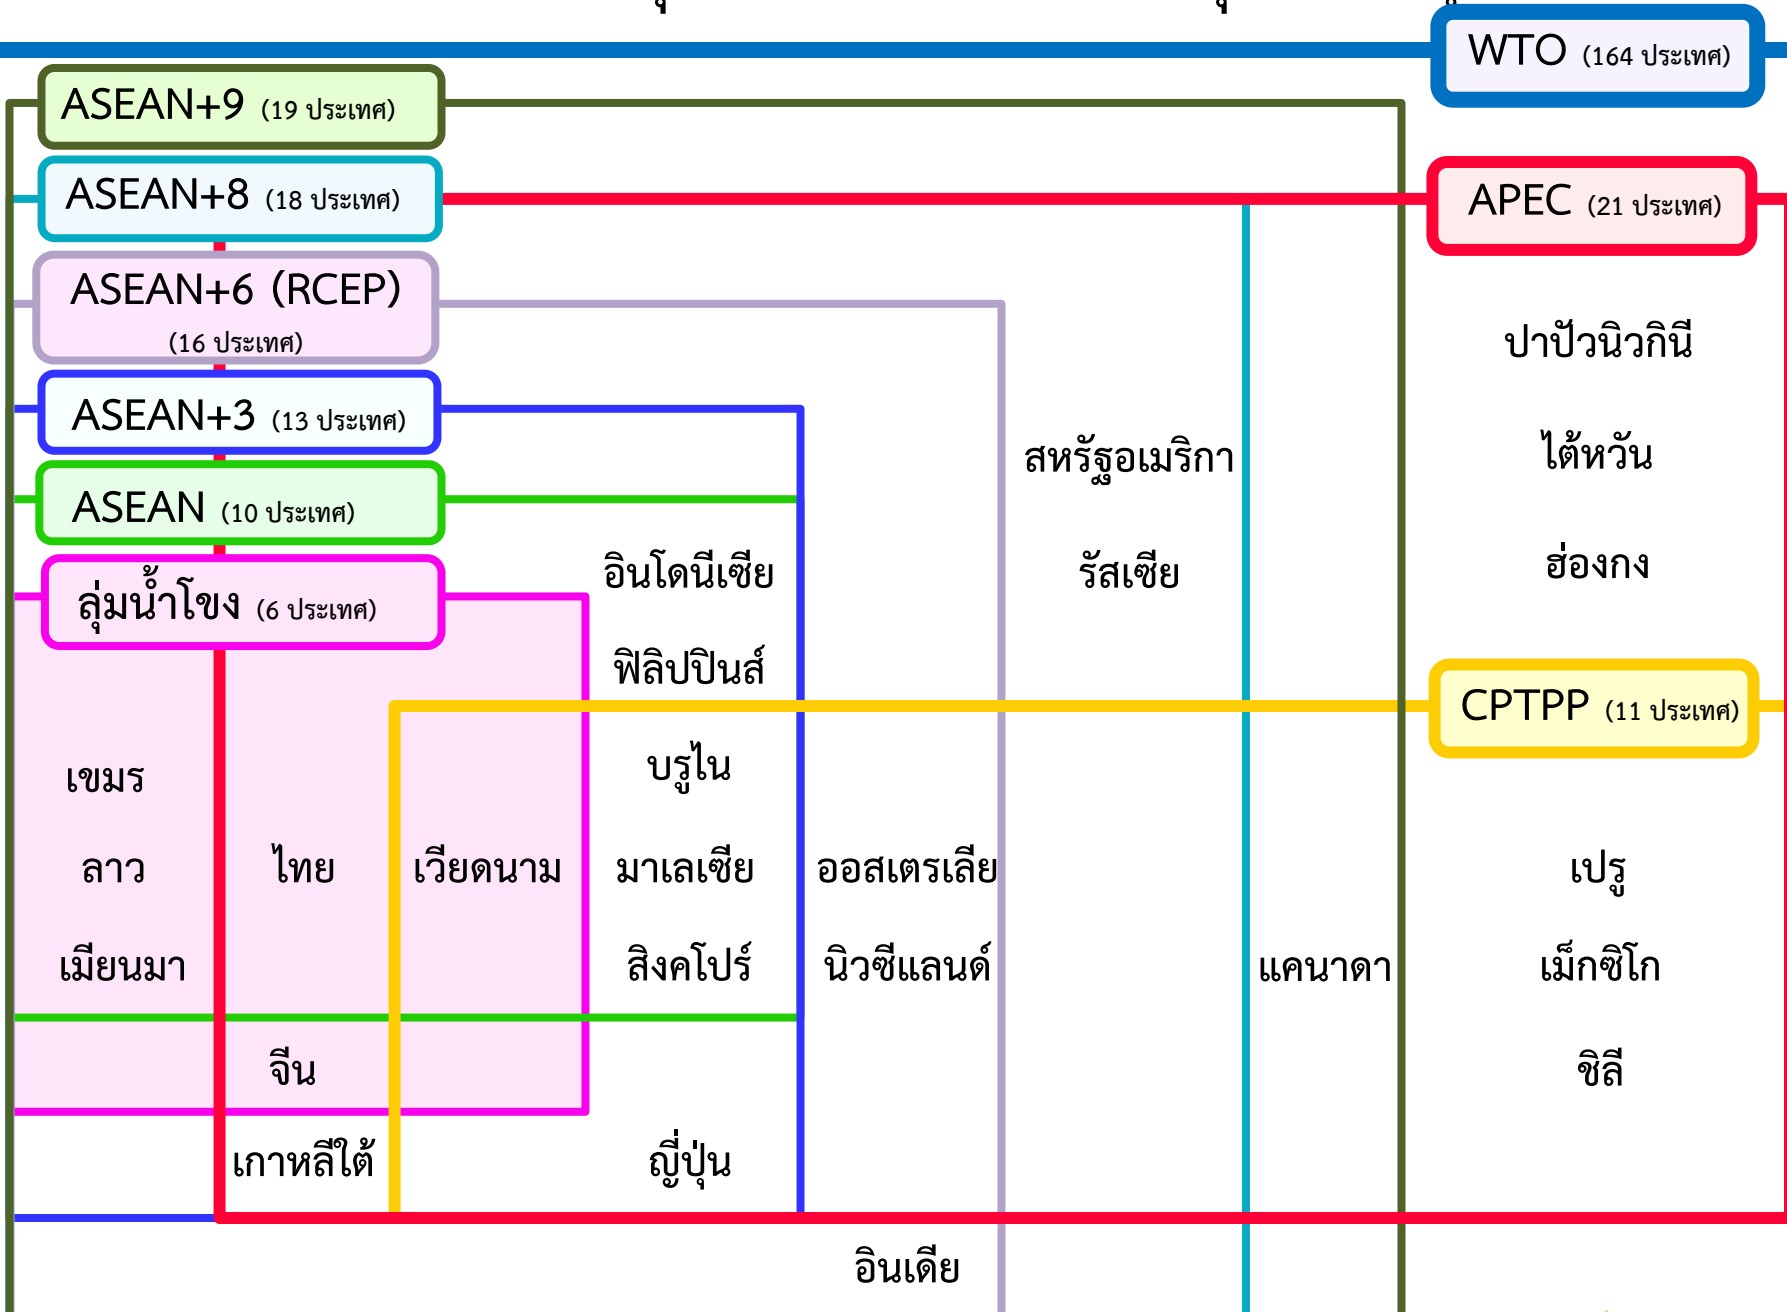 WTO (164 ประเทศ)
ASEAN+9 (19 ประเทศ)
ASEAN+8 (18 ประเทศ)
APEC (21 ประเทศ)
ASEAN+6 (RCEP)
(16 ประเทศ)
ปาปัวนิวกินี
ASEAN+3 (13 ประเทศ)
สหรัฐอเมริกา
ไต้หวัน
ASEAN (10 ประเทศ)
อินโดนีเซีย
รัสเซีย
ฮ่องกง
ลุ่มน้ำโขง (6 ประเทศ)
ฟิลิปปินส์
CPTPP (11 ประเทศ)
เขมร
บรูไน
ลาว
ไทย
เวียดนาม
มาเลเซีย
ออสเตรเลีย
เปรู
เมียนมา
สิงคโปร์
นิวซีแลนด์
แคนาดา
เม็กซิโก
จีน
ชิลี
เกาหลีใต้
ญี่ปุ่น
อินเดีย